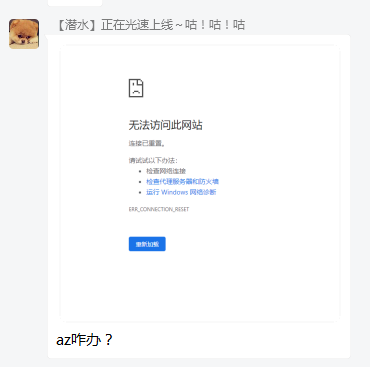 【潜水】正在光速上线~咕！咕！咕
无法访问此网站
连接已重置。
请试试以下办法：
• 检查网络连接
• 检查代理服务器和防火墙
• 运行 Windows 网络诊断
ERR_CONNECTION_RESET
重新加载
az咋办？